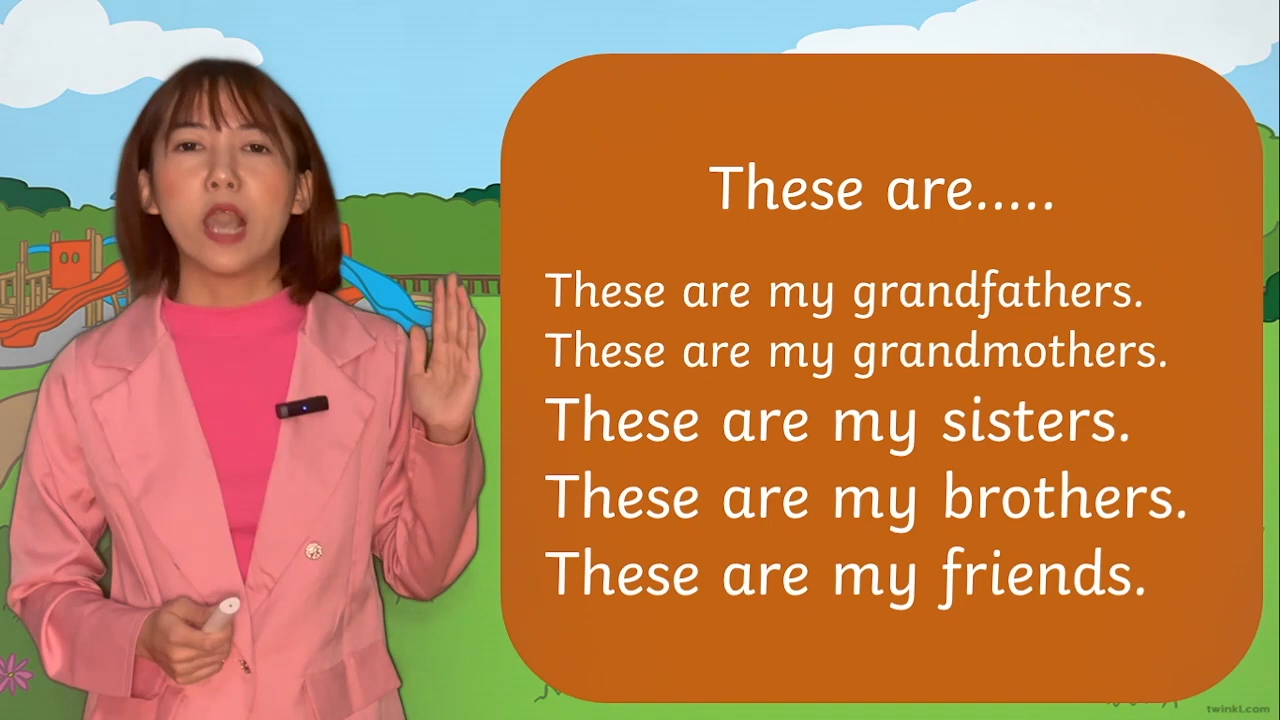 These are.....
These are my grandfathers.
These are my grandmothers.
These are my sisters.
These are my brothers.
These are my friends.
twinkl.com